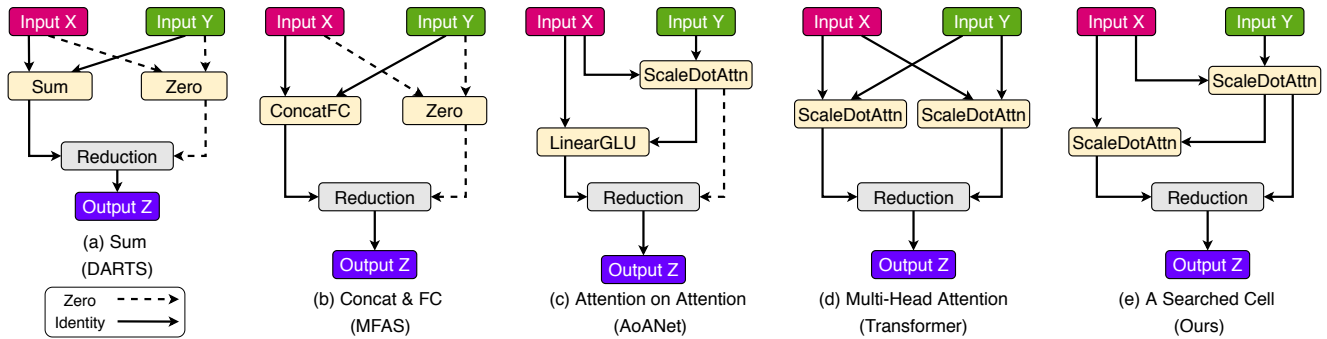 Input X
Input Y
Sum
Zero
Reduction
Output Z
(a) Sum
(DARTS)
Zero
Identity
Input X
Input Y
ConcatFC
Zero
Reduction
Output Z
(b) Concat & FC
(MFAS)
Input X
Input Y
ScaleDotAttn
LinearGLU
Reduction
Output Z
(c) Attention on Attention
(AoANet)
Input X
Input Y
ScaleDotAttn
ScaleDotAttn
Reduction
Output Z
(d) Multi-Head Attention
(Transformer)
Input X
Input Y
ScaleDotAttn
ScaleDotAttn
Reduction
Output Z
(e) A Searched Cell
(Ours)